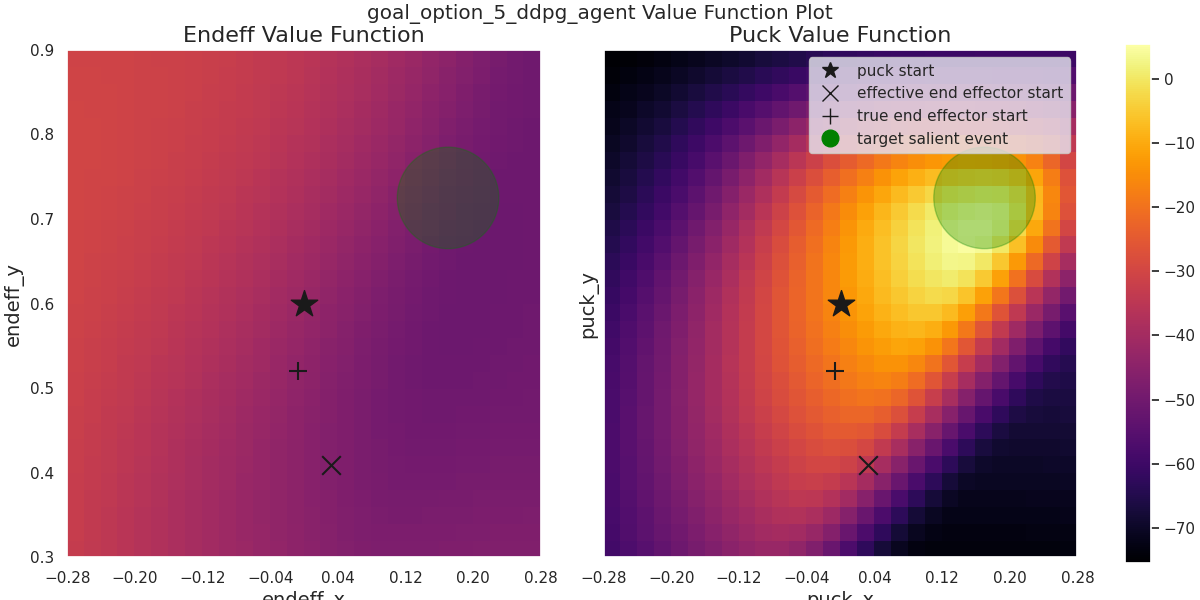 goal_option_5_ddpg_agent Value Function Plot
Endeff Value Function
Puck Value Function
0.9
0.8
0.7
0.6
0.5
0.4
0.3
endeff_y
−0.28 −0.20 −0.12 −0.04 0.04 0.12 0.20 0.28
endeff_x
puck_y
puck start
effective end effector start
true end effector start
target salient event
−0.28 −0.20 −0.12 −0.04 0.04 0.12 0.20 0.28
puck_x
0
−10
−20
−30
−40
−50
−60
−70